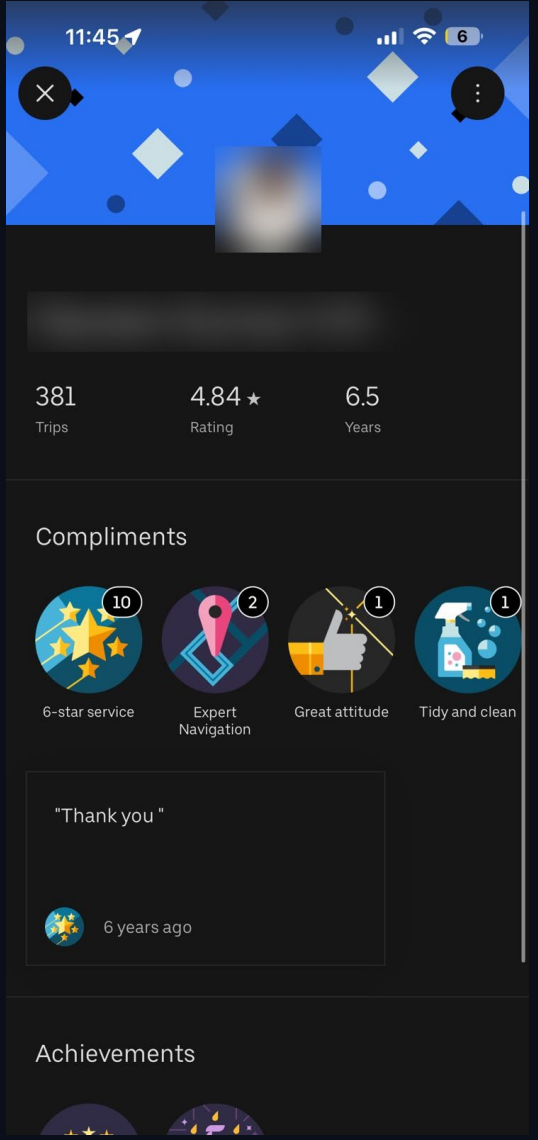 11:45
6
381
4.84 ★
6.5
Trips
Rating
Years
Compliments
10
2
1
1
6-star service
Expert
Navigation
Great attitude
Tidy and clean
"Thank you "
6 years ago
Achievements